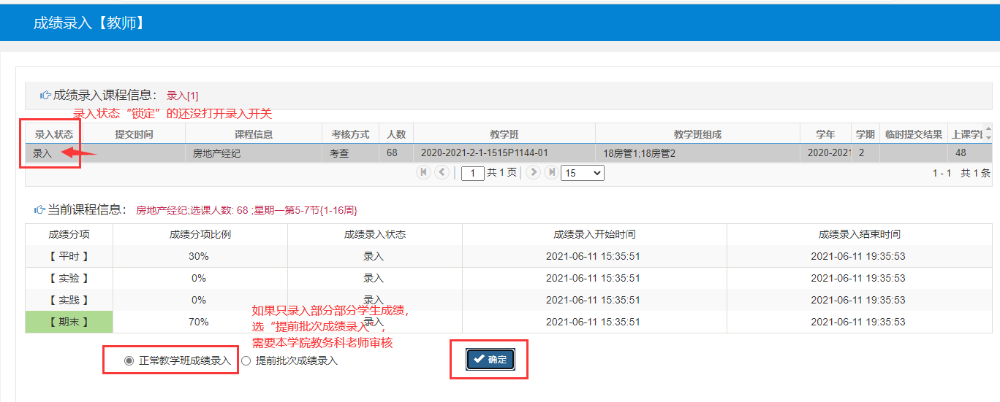 成绩录入【教师】
成绩录入课程信息： 录入[1]
录入状态“锁定”的还没打开录入开关
录入状态 提交时间 课程信息 考核方式 人数 教学班 教学班组成 学年 学期 临时提交结果 上课学
录入 房地产经纪 考查 68 2020-2021-2-1-1515P1144-01 18房管1;18房管2 2020-2021 2 48
1 共 1 页 15 1 - 1 共 1 条
当前课程信息： 房地产经纪;选课人数: 68 ;星期一第5-7节{1-16周}
成绩分项 成绩分项比例 成绩录入状态 成绩录入开始时间 成绩录入结束时间
【 平时 】 30% 录入 2021-06-11 15:35:51 2021-06-11 19:35:53
【 实验 】 0% 录入 2021-06-11 15:35:51 2021-06-11 19:35:53
【 实践 】 0% 录入 2021-06-11 15:35:51 2021-06-11 19:35:53
【 期末 】 70% 录入 2021-06-11 15:35:51 2021-06-11 19:35:53
如果只录入部分部分学生成绩，
选“提前批次成绩录入”，
需要本学院教务科老师审核
正常教学班成绩录入 提前批次成绩录入 确定